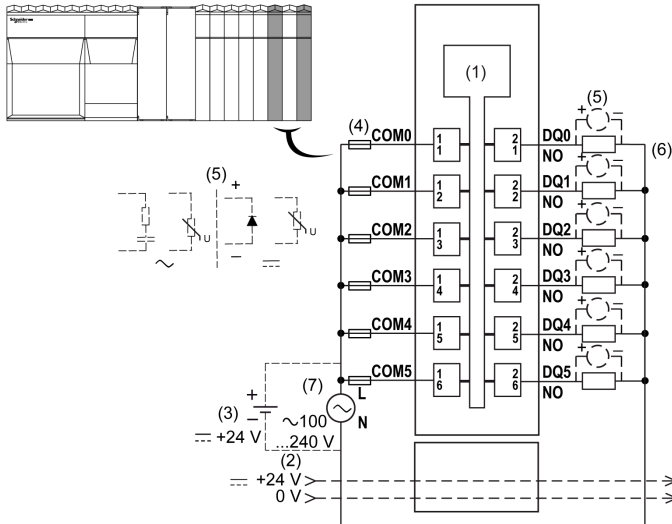 Schneider
(1)
(5)
(4) COM0 1 1 2 1 DQ0 + – (6)
NO
(5) +
COM1 1 2 2 2 DQ1 + –
NO
U U
COM2 1 3 2 3 DQ2 + –
NO
–
COM3 1 4 2 4 DQ3 + –
NO
COM4 1 5 2 5 DQ4 + –
NO
COM5 1 6 2 6 DQ5 + –
NO
(7) L
+
(3) N
–
+24 V ~100
...240 V
(2)
+24 V
0 V